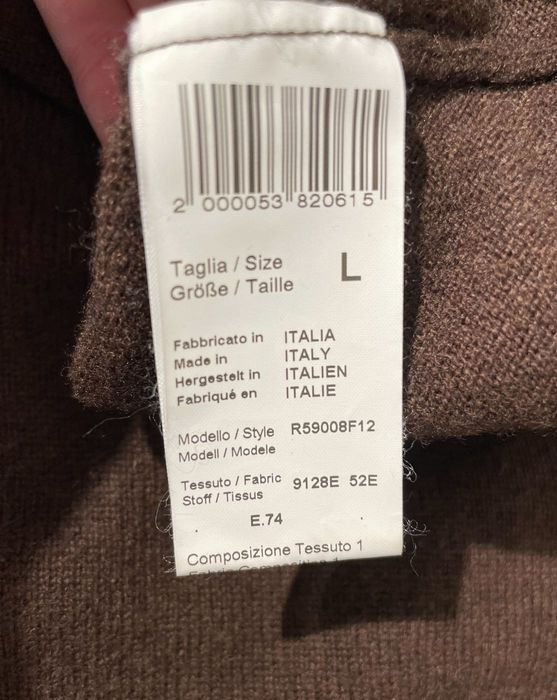 2 000053 820615
Taglia / Size
Größe / Taille
L
Fabbricato in ITALIA
Made in ITALY
Hergestelt in ITALIEN
Fabriqué en ITALIE
Modello / Style R59008F12
Modell / Modele
Tessuto / Fabric 9128E 52E
Stoff / Tissus
E.74
Composizione Tessuto 1